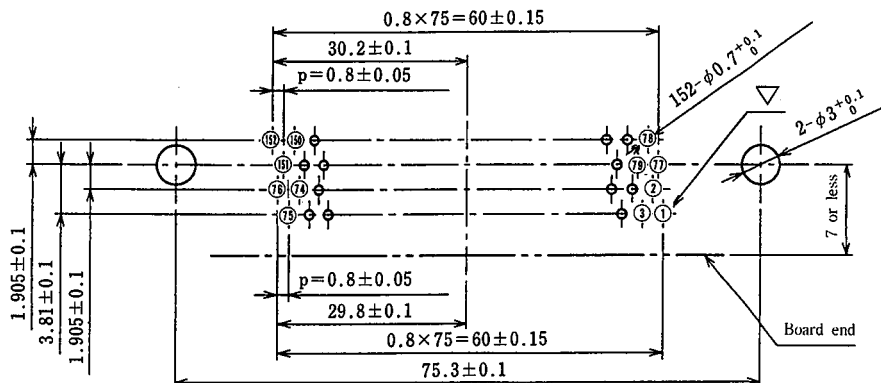 0.8×75=60±0.15
30.2±0.1
p=0.8±0.05
152-φ0.7+0.1 0
2-φ3+0.1 0
152 150 78
151 79 77
76 74 2
75 3 1
7 or less
1.905±0.1
3.81±0.1
1.905±0.1
p=0.8±0.05
29.8±0.1
Board end
0.8×75=60±0.15
75.3±0.1